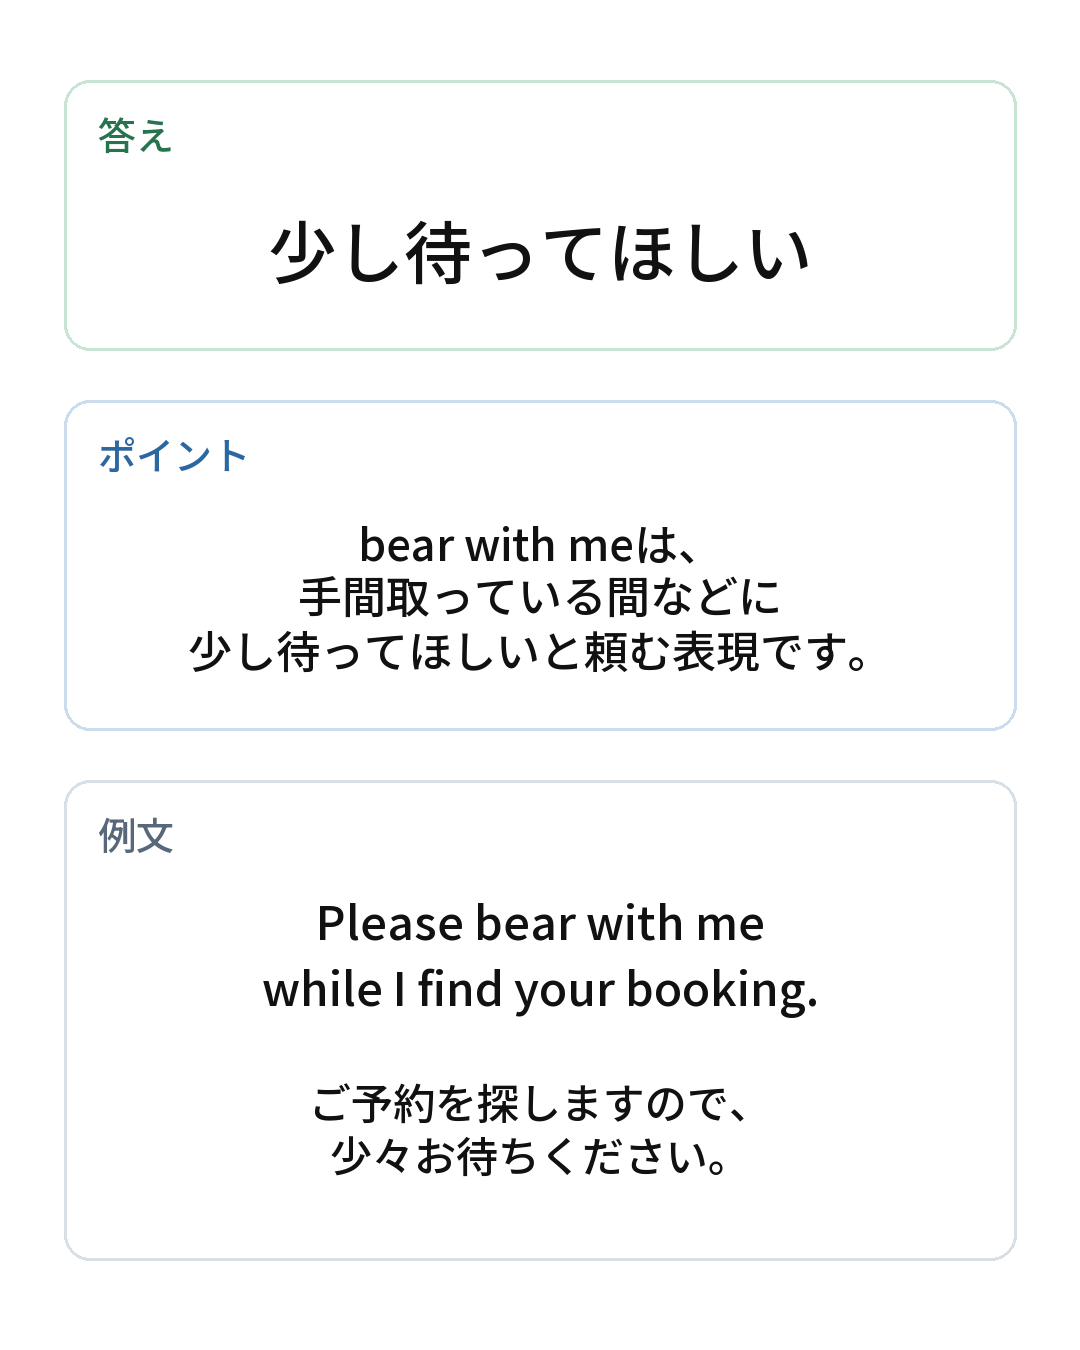 答え
少し待ってほしい
ポイント
bear with meは、
手間取っている間などに
少し待ってほしいと頼む表現です。
例文
Please bear with me
while I find your booking.
ご予約を探しますので、
少々お待ちください。